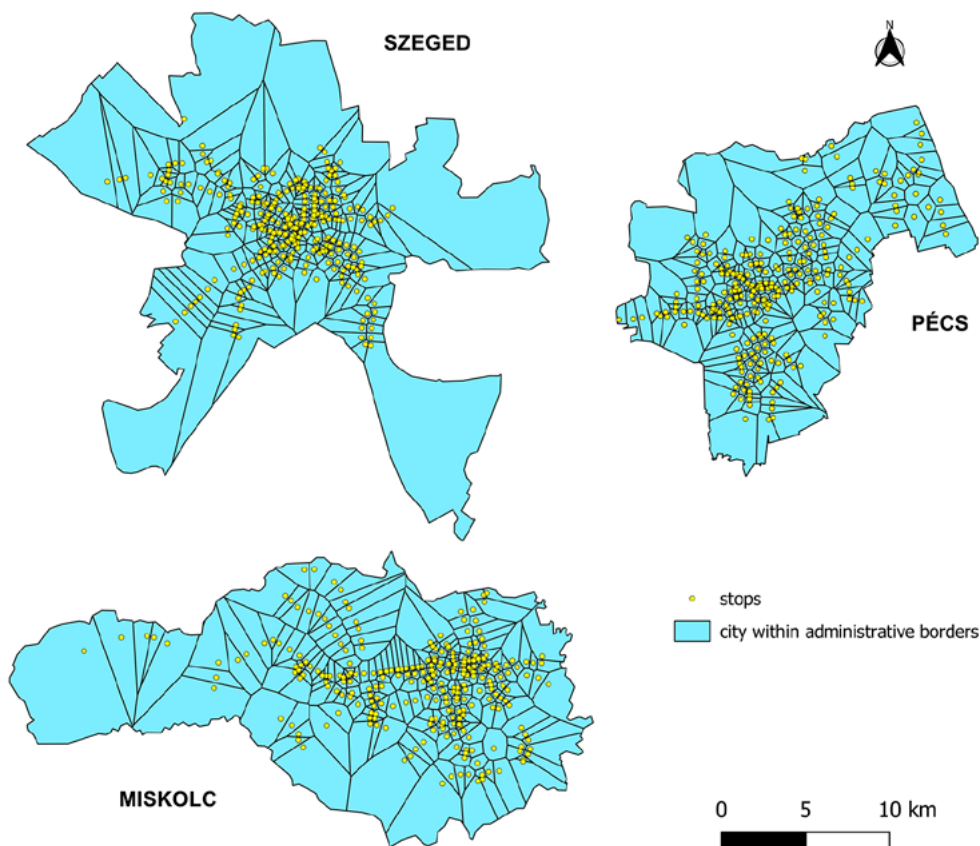 SZEGED
N
PÉCS
stops
city within administrative borders
MISKOLC
0 5 10 km